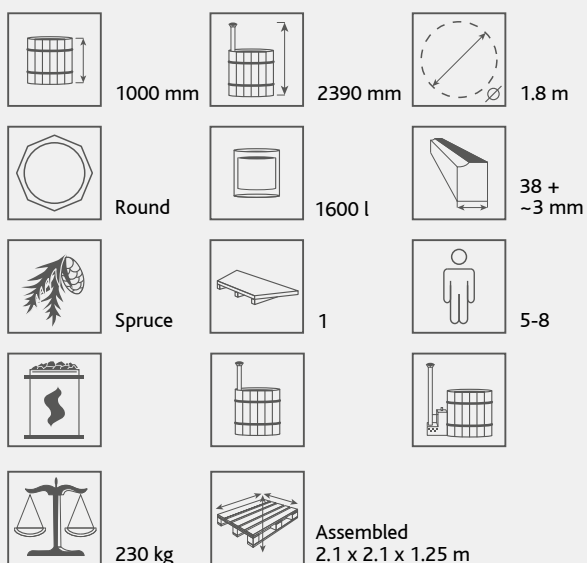 1000 mm
2390 mm
1.8 m
Round
1600 l
38 +
~3 mm
Spruce
1
5-8
230 kg
Assembled
2.1 x 2.1 x 1.25 m